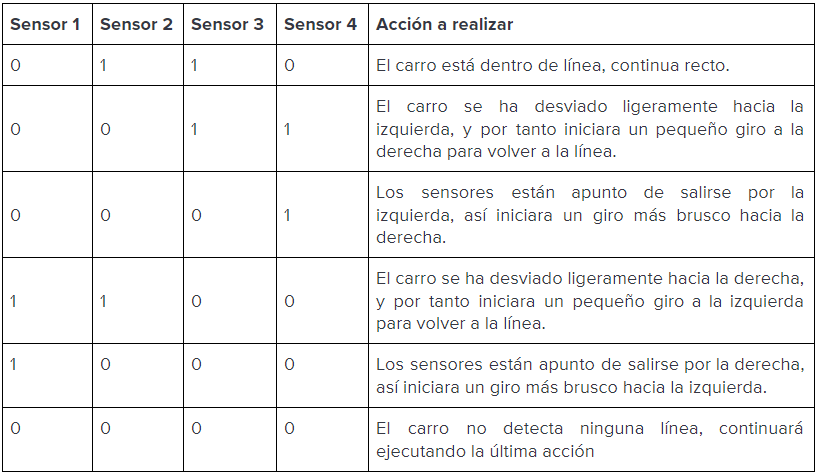 Sensor 1 Sensor 2 Sensor 3 Sensor 4 Acción a realizar
0 1 1 0 El carro está dentro de línea, continua recto.
0 0 1 1 El carro se ha desviado ligeramente hacia la
izquierda, y por tanto iniciara un pequeño giro a la
derecha para volver a la línea.
0 0 0 1 Los sensores están apunto de salirse por la
izquierda, así iniciara un giro más brusco hacia la
derecha.
1 1 0 0 El carro se ha desviado ligeramente hacia la derecha,
y por tanto iniciara un pequeño giro a la izquierda
para volver a la línea.
1 0 0 0 Los sensores están apunto de salirse por la derecha,
así iniciara un giro más brusco hacia la izquierda.
0 0 0 0 El carro no detecta ninguna línea, continuará
ejecutando la última acción